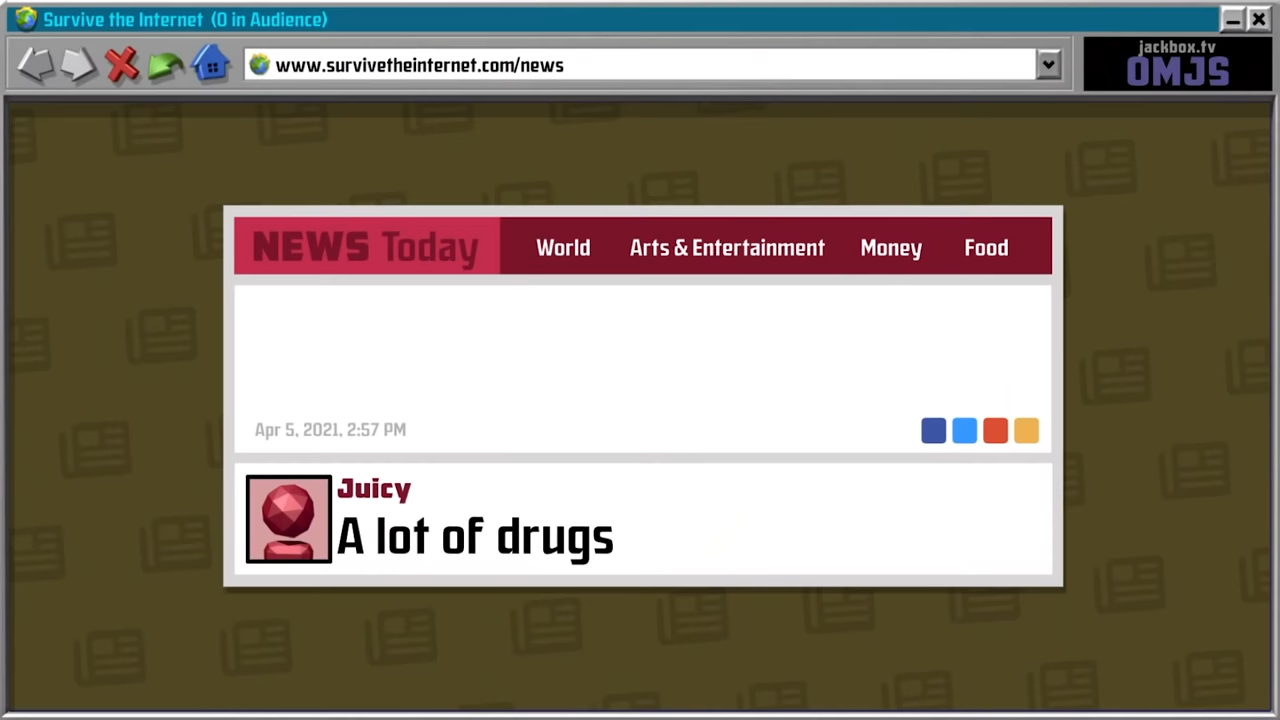 Survive the Internet (0 in Audience)
www.survivetheinternet.com/news
jackbox.tv
OMJS
NEWS Today World Arts & Entertainment Money Food
Apr 5, 2021, 2:57 PM
Juicy
A lot of drugs